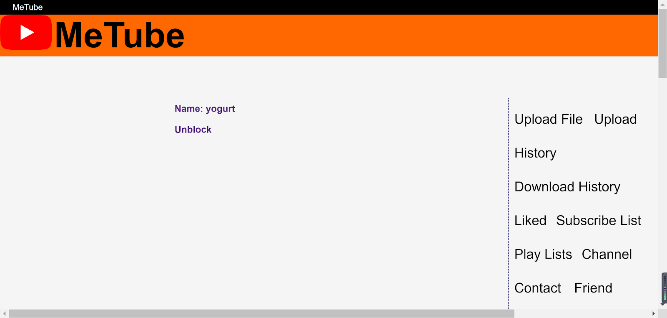 MeTube
MeTube
Name: yogurt
Unblock
Upload File Upload
History
Download History
Liked Subscribe List
Play Lists Channel
Contact Friend